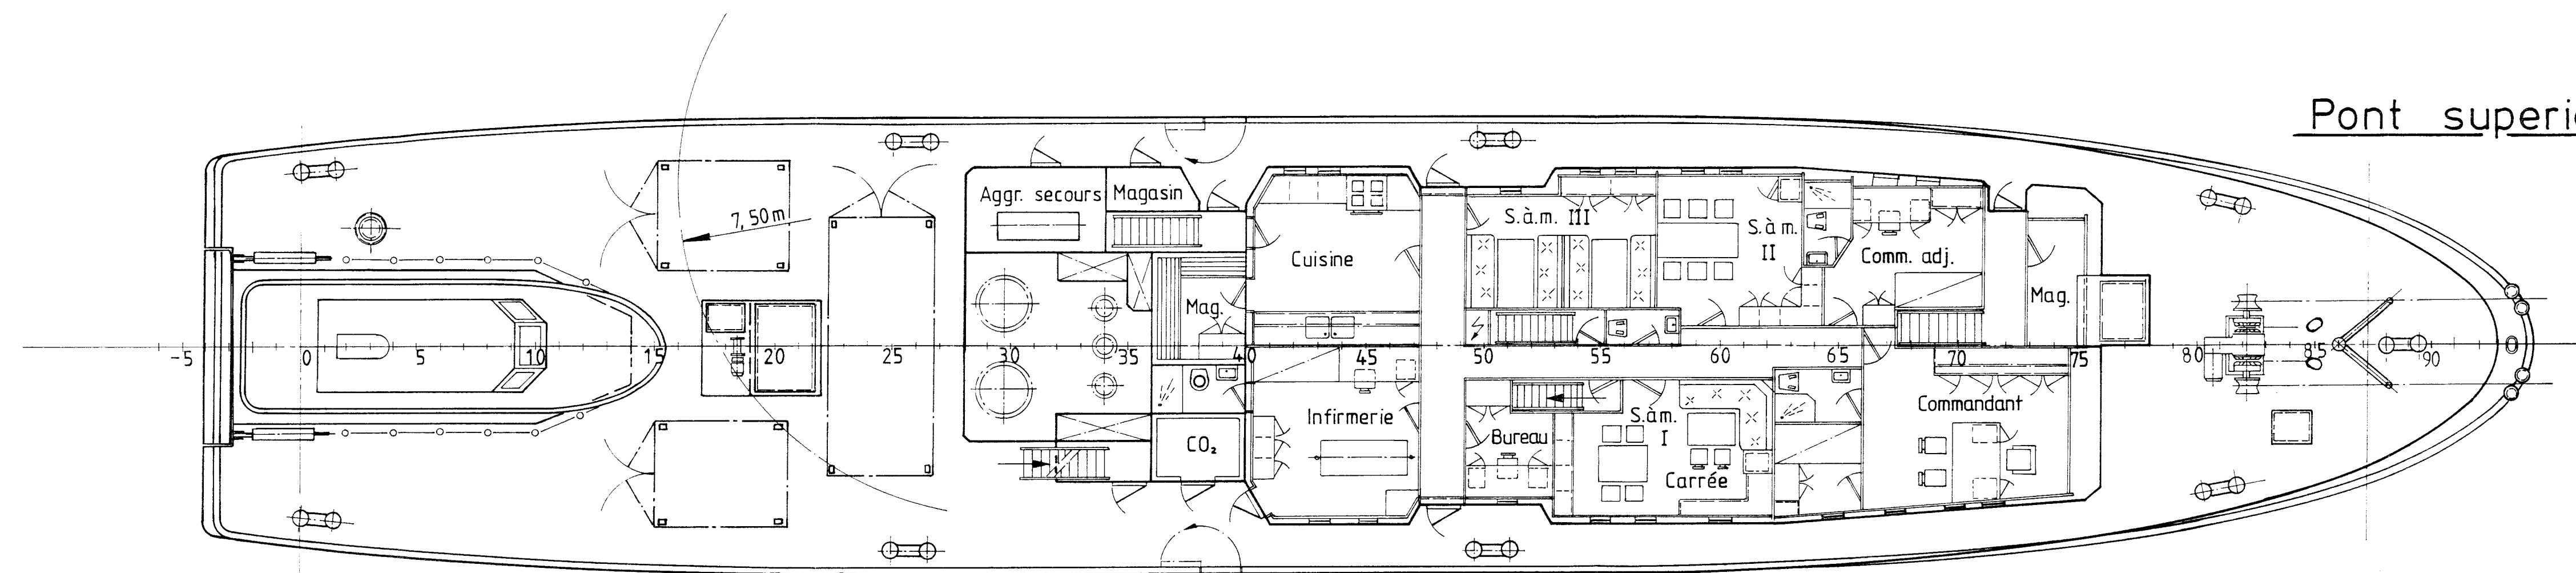 Pont superi
7,50 m
Aggr. secours
Magasin
S.à.m. III
S.à m.
II
Cuisine
Comm. adj.
Mag.
Mag.
-5 0 5 10 15 20 25 30 35 40 45 50 55 60 65 70 75 80 85 90
Infirmerie
CO₂
Bureau
S.à.m.
I
Carrée
Commandant